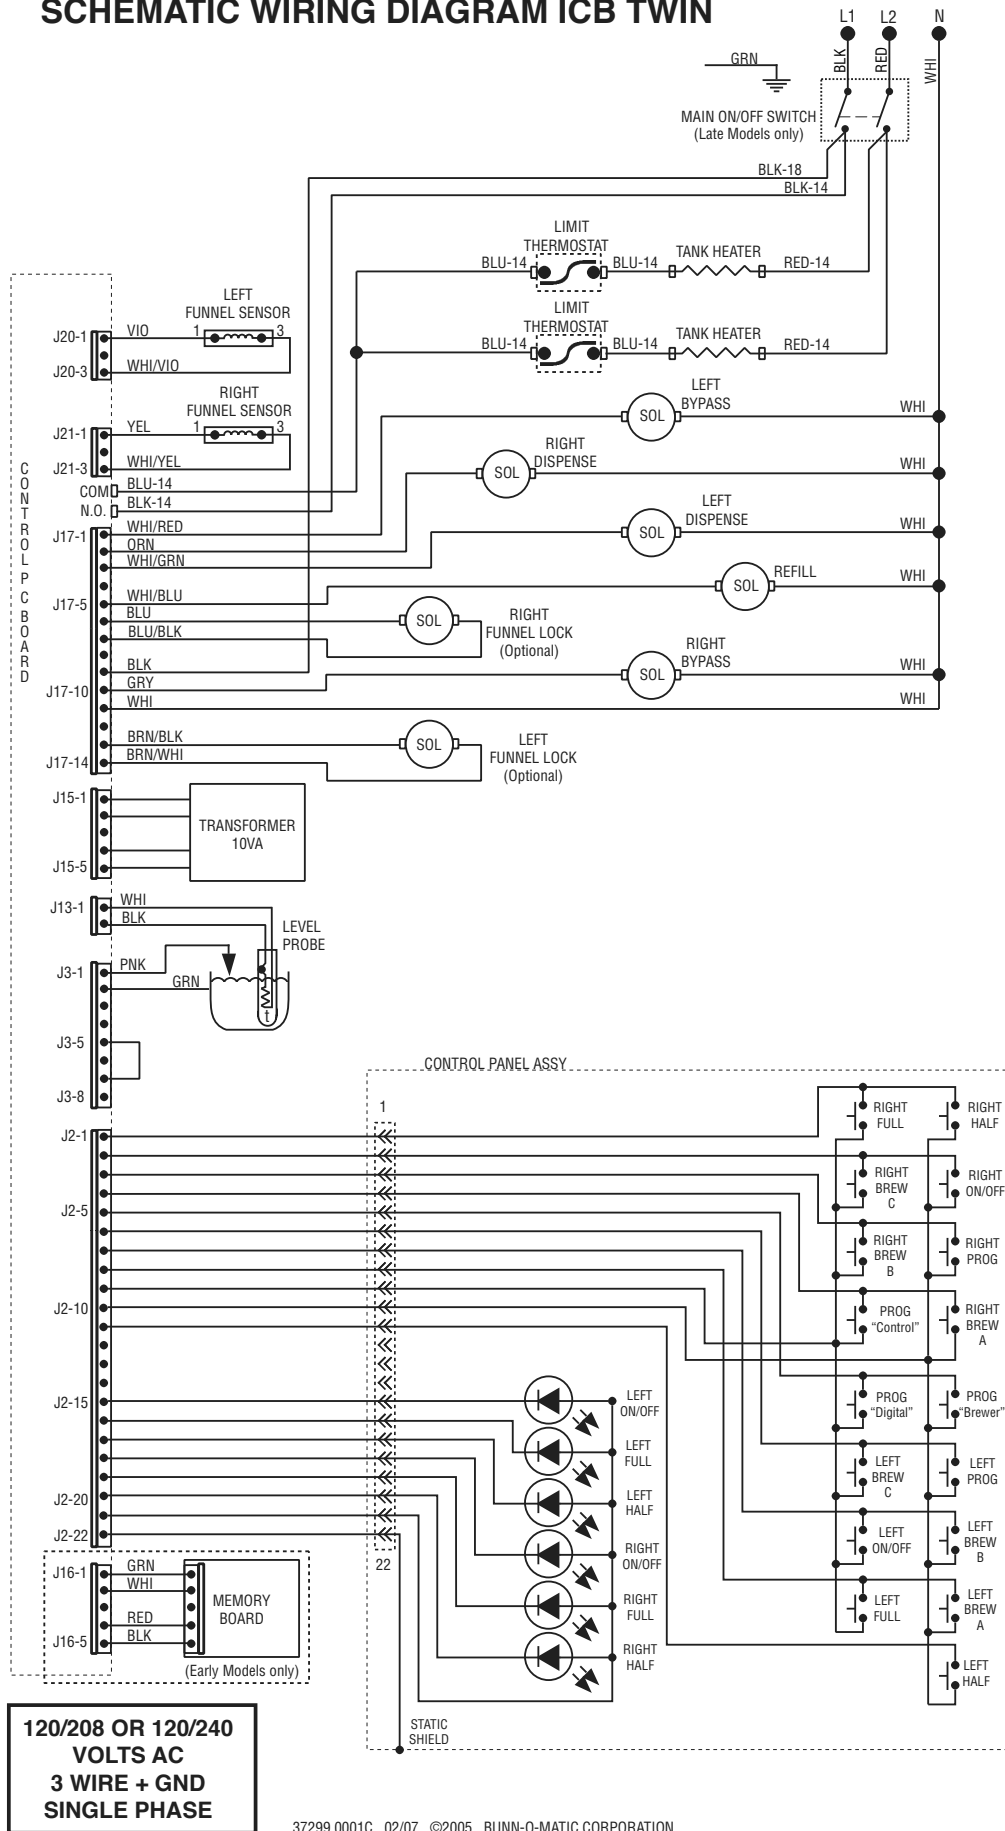 SCHEMATIC WIRING DIAGRAM ICB TWIN
L1 L2 N
BLK RED WHI
GRN
MAIN ON/OFF SWITCH
(Late Models only)
BLK-18
BLK-14
LIMIT
THERMOSTAT
TANK HEATER
BLU-14 BLU-14 RED-14
LIMIT
THERMOSTAT
TANK HEATER
BLU-14 BLU-14 RED-14
CONTROL PC BOARD
LEFT
FUNNEL SENSOR
J20-1 VIO 1 3
J20-3 WHI/VIO
RIGHT
FUNNEL SENSOR
J21-1 YEL 1 3
J21-3 WHI/YEL
COM BLU-14
N.O. BLK-14
J17-1 WHI/RED
ORN
WHI/GRN
J17-5 WHI/BLU
BLU
BLU/BLK
BLK
J17-10 GRY
WHI
BRN/BLK
J17-14 BRN/WHI
SOL LEFT
BYPASS WHI
SOL RIGHT
DISPENSE WHI
SOL LEFT
DISPENSE WHI
SOL REFILL WHI
SOL RIGHT
FUNNEL LOCK
(Optional)
SOL RIGHT
BYPASS WHI
WHI
SOL LEFT
FUNNEL LOCK
(Optional)
J15-1
TRANSFORMER
10VA
J15-5
J13-1 WHI
BLK
LEVEL
PROBE
J3-1 PNK
GRN
t
J3-5
J3-8
CONTROL PANEL ASSY
1
J2-1
J2-5
J2-10
J2-15
J2-20
J2-22
22
RIGHT
FULL
RIGHT
HALF
RIGHT
BREW
C
RIGHT
ON/OFF
RIGHT
BREW
B
RIGHT
PROG
PROG
“Control”
RIGHT
BREW
A
PROG
“Digital”
PROG
“Brewer”
LEFT
BREW
C
LEFT
PROG
LEFT
ON/OFF
LEFT
BREW
B
LEFT
FULL
LEFT
BREW
A
LEFT
HALF
LEFT
ON/OFF
LEFT
FULL
LEFT
HALF
RIGHT
ON/OFF
RIGHT
FULL
RIGHT
HALF
STATIC
SHIELD
J16-1 GRN
WHI
RED
J16-5 BLK
MEMORY
BOARD
(Early Models only)
120/208 OR 120/240
VOLTS AC
3 WIRE + GND
SINGLE PHASE
37299.0001C 02/07 ©2005 BUNN-O-MATIC CORPORATION